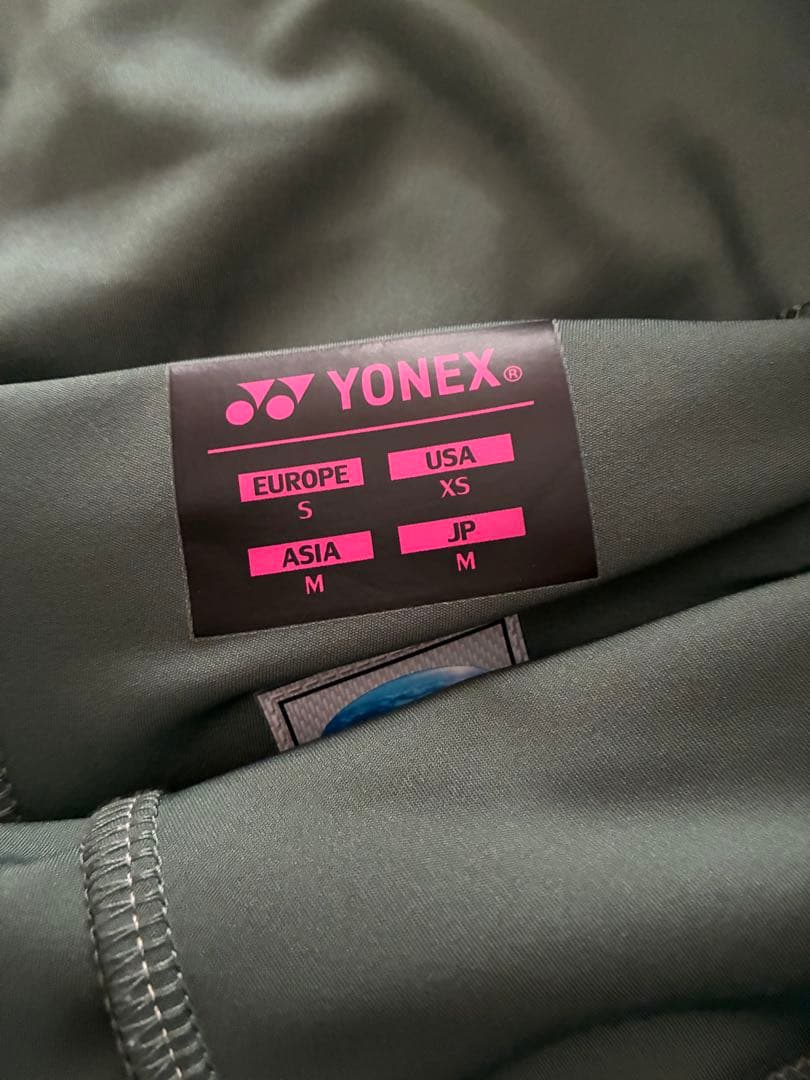 YONEX®
EUROPE USA
S XS
ASIA JP
M M